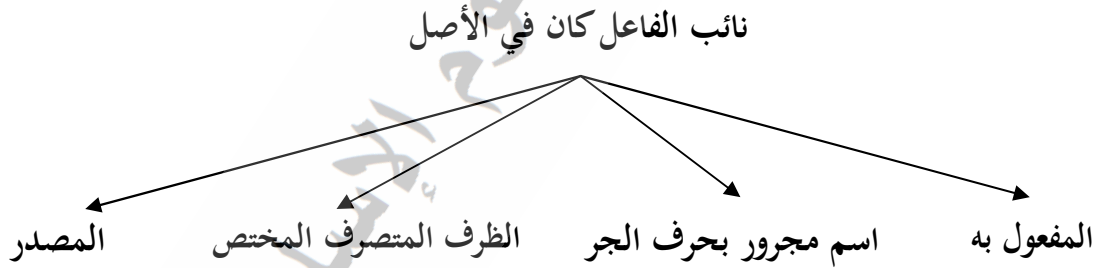 نائب الفاعل كان في الأصل
المفعول به
اسم مجرور بحرف الجر
الظرف المتصرف المختص
المصدر